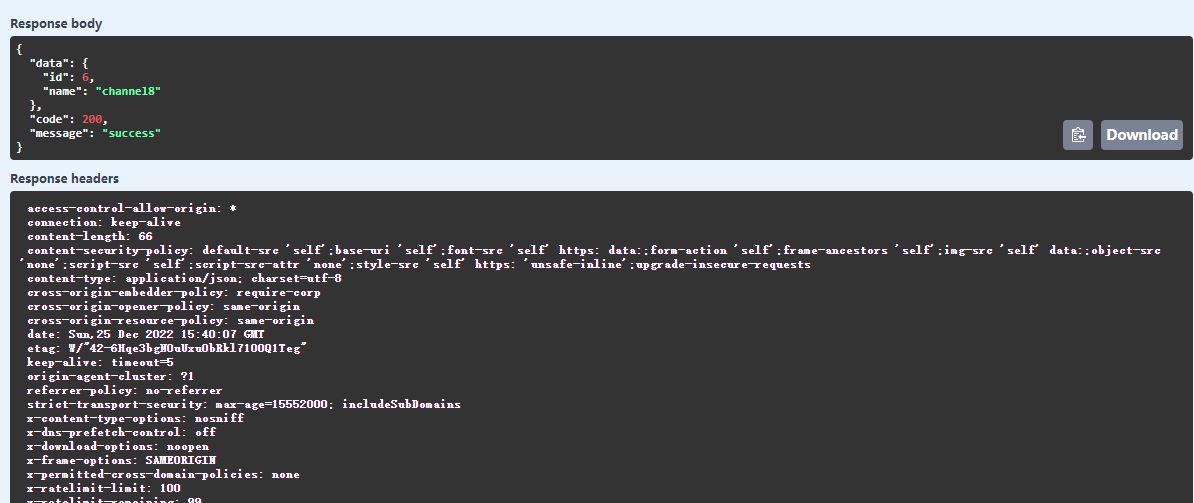 Response body
{
  "data": {
    "id": 6,
    "name": "channel8"
  },
  "code": 200,
  "message": "success"
}
Download
Response headers
access-control-allow-origin: *
connection: keep-alive
content-length: 66
content-security-policy: default-src 'self';base-uri 'self';font-src 'self' https: data:;form-action 'self';frame-ancestors 'self';img-src 'self' data:;object-src
'none';script-src 'self';script-src-attr 'none';style-src 'self' https: 'unsafe-inline';upgrade-insecure-requests
content-type: application/json; charset=utf-8
cross-origin-embedder-policy: require-corp
cross-origin-opener-policy: same-origin
cross-origin-resource-policy: same-origin
date: Sun,25 Dec 2022 15:40:07 GMT
etag:
keep-alive: timeout=5
origin-agent-cluster: ?1
referrer-policy: no-referrer
strict-transport-security: max-age=15552000; includeSubDomains
x-content-type-options: nosniff
x-dns-prefetch-control: off
x-download-options: noopen
x-frame-options: SAMEORIGIN
x-permitted-cross-domain-policies: none
x-ratelimit-limit: 100
x-ratelimit-remaining: 99